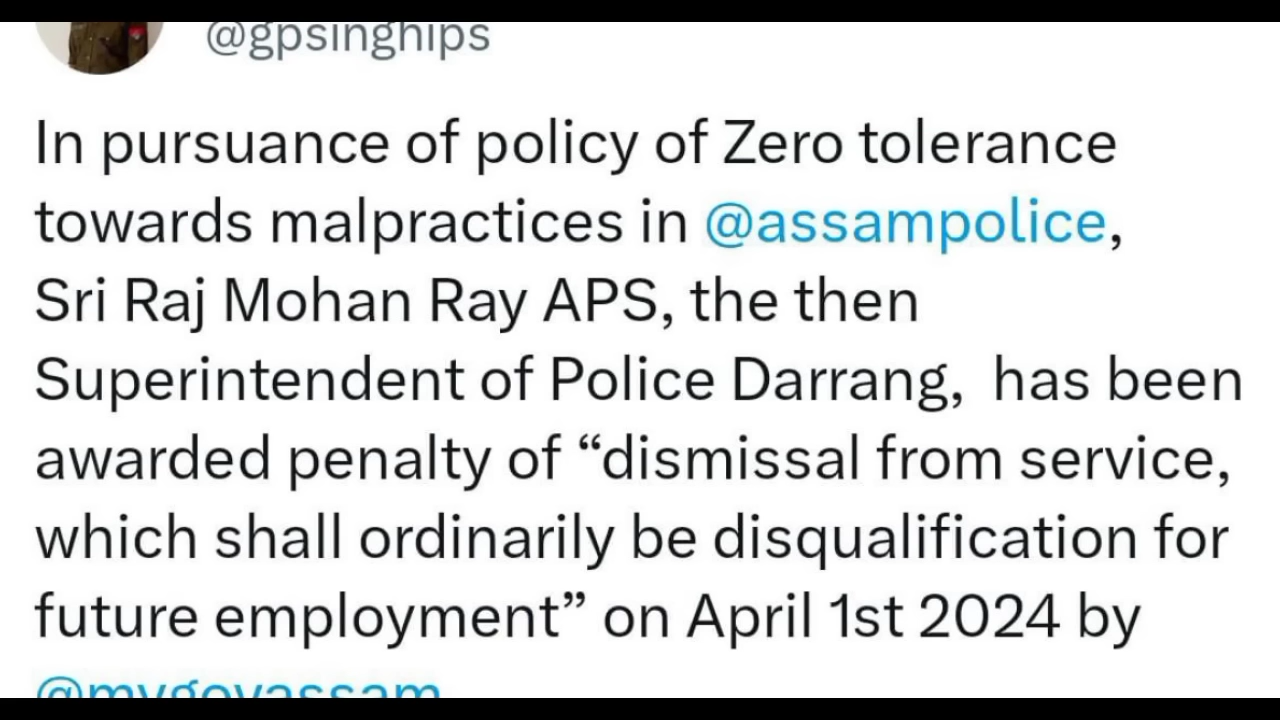 @gpsinghips
In pursuance of policy of Zero tolerance
towards malpractices in @assampolice,
Sri Raj Mohan Ray APS, the then
Superintendent of Police Darrang,  has been
awarded penalty of “dismissal from service,
which shall ordinarily be disqualification for
future employment” on April 1st 2024 by
@mygovassam